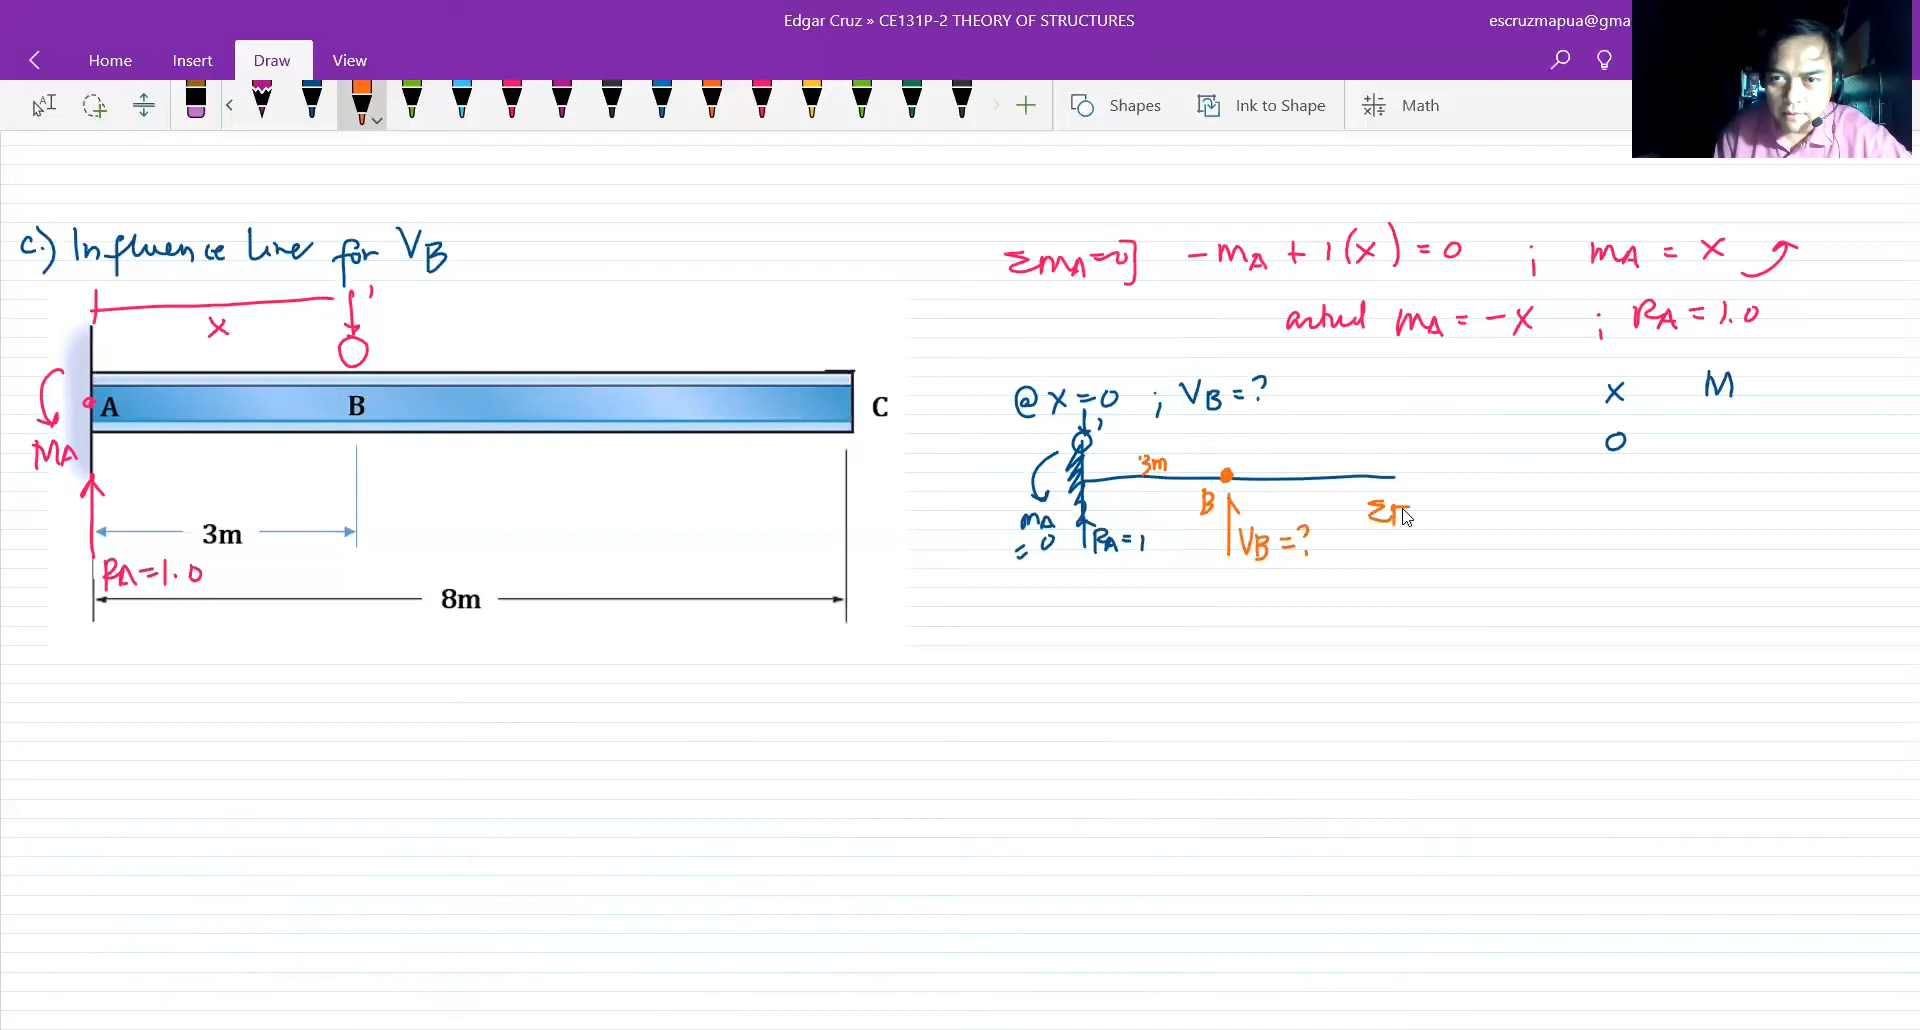 Edgar Cruz » CE131P-2 THEORY OF STRUCTURES
escruzmapua@gma
Home Insert Draw View
Shapes Ink to Shape Math
c.) Influence line for VB
x
1
MA
A B C
3m
RA=1.0
8m
ΣMA=0] -MA + 1(x) = 0 ; MA = x
actual MA = -x ; RA = 1.0
@ x = 0 ; VB = ?
x M
0
1
3m
B
MA = 0
RA = 1
VB = ?
Σ